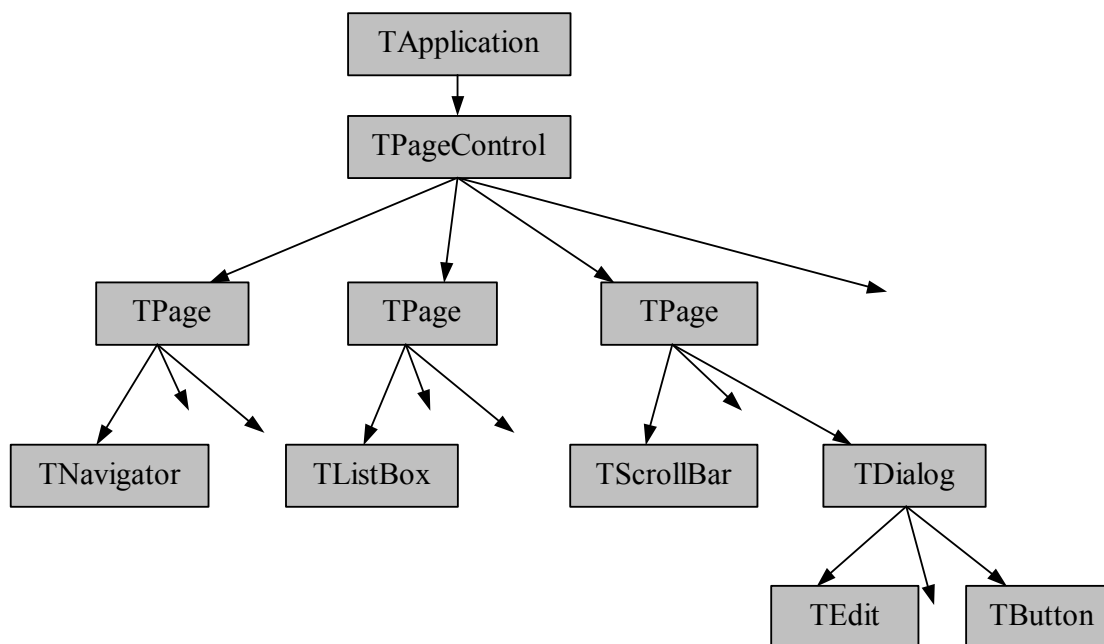 TApplication
TPageControl
TPage
TPage
TPage
TNavigator
TListBox
TScrollBar
TDialog
TEdit
TButton